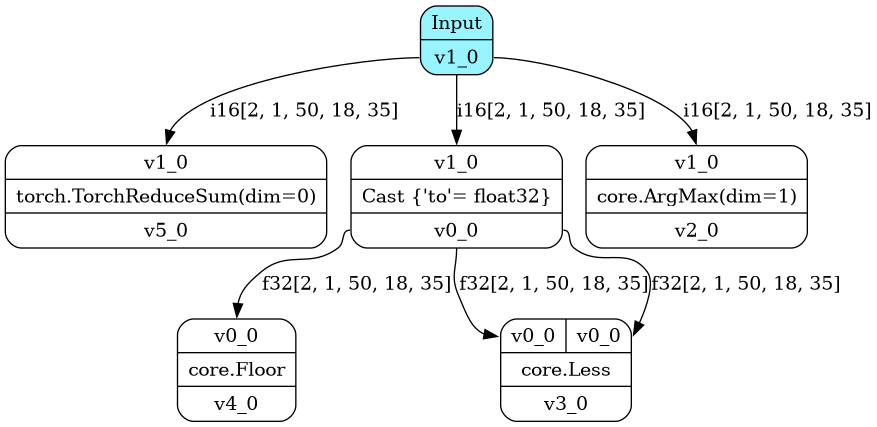 Input
v1_0
i16[2, 1, 50, 18, 35]
i16[2, 1, 50, 18, 35]
i16[2, 1, 50, 18, 35]
v1_0
torch.TorchReduceSum(dim=0)
v5_0
v1_0
Cast {'to'= float32}
v0_0
v1_0
core.ArgMax(dim=1)
v2_0
f32[2, 1, 50, 18, 35]
f32[2, 1, 50, 18, 35]
f32[2, 1, 50, 18, 35]
v0_0
core.Floor
v4_0
v0_0 v0_0
core.Less
v3_0